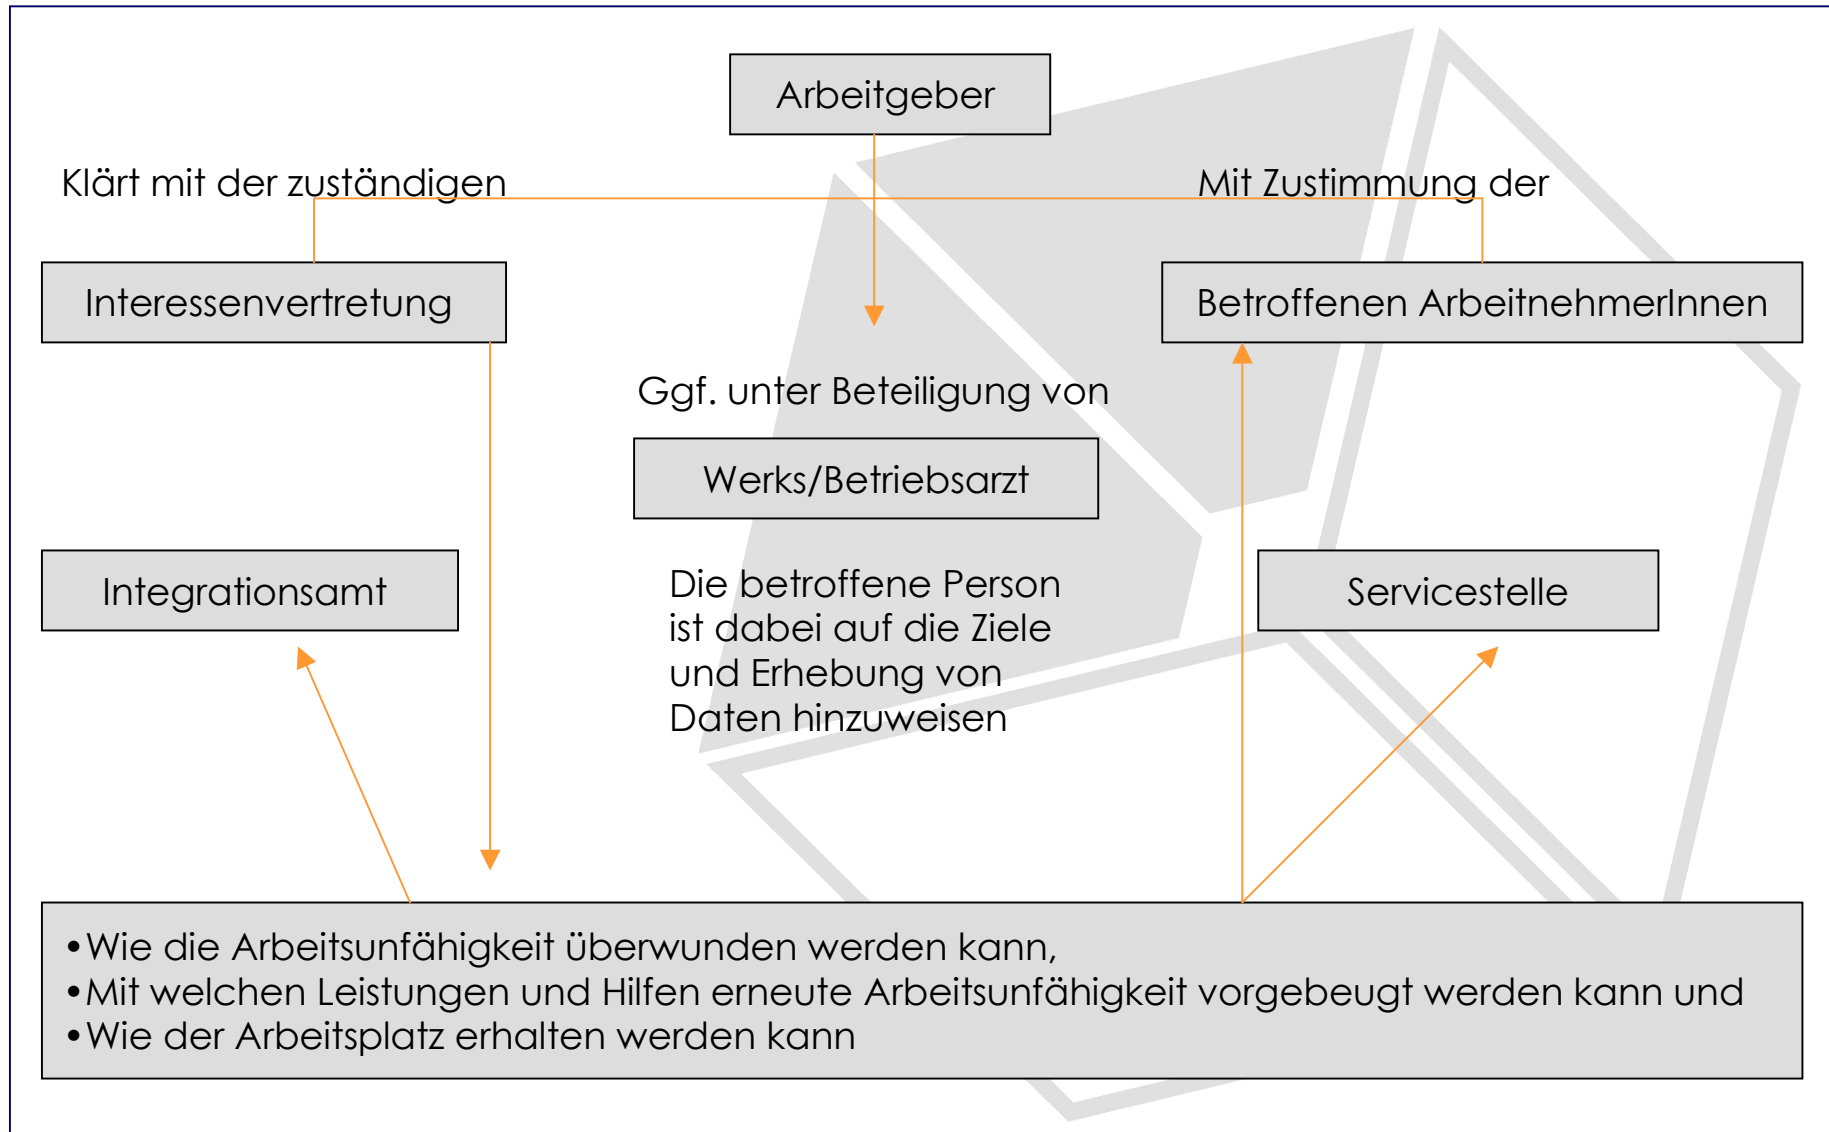 Arbeitgeber
Klärt mit der zuständigen
Mit Zustimmung der
Interessenvertretung
Betroffenen ArbeitnehmerInnen
Ggf. unter Beteiligung von
Werks/Betriebsarzt
Integrationsamt
Die betroffene Person
ist dabei auf die Ziele
und Erhebung von
Daten hinzuweisen
Servicestelle
•Wie die Arbeitsunfähigkeit überwunden werden kann,
•Mit welchen Leistungen und Hilfen erneute Arbeitsunfähigkeit vorgebeugt werden kann und
•Wie der Arbeitsplatz erhalten werden kann